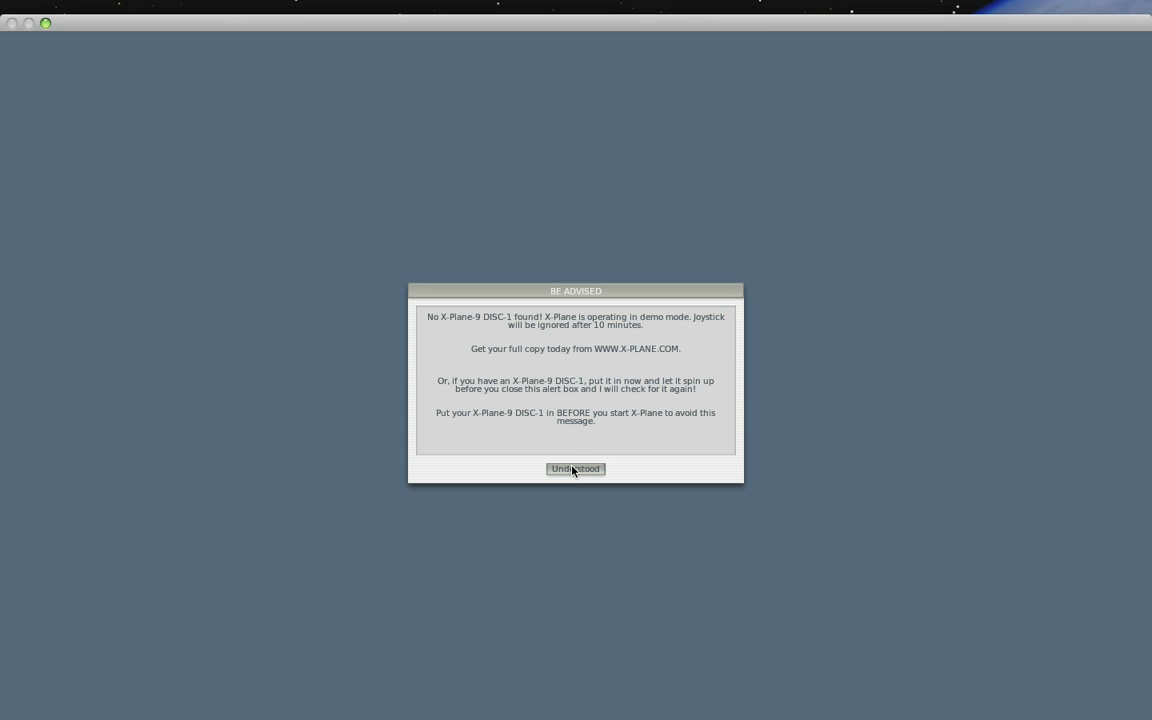 BE ADVISED
No X-Plane-9 DISC-1 found! X-Plane is operating in demo mode. Joystick
will be ignored after 10 minutes.
Get your full copy today from WWW.X-PLANE.COM.
Or, if you have an X-Plane-9 DISC-1, put it in now and let it spin up
before you close this alert box and I will check for it again!
Put your X-Plane-9 DISC-1 in BEFORE you start X-Plane to avoid this
message.
Understood